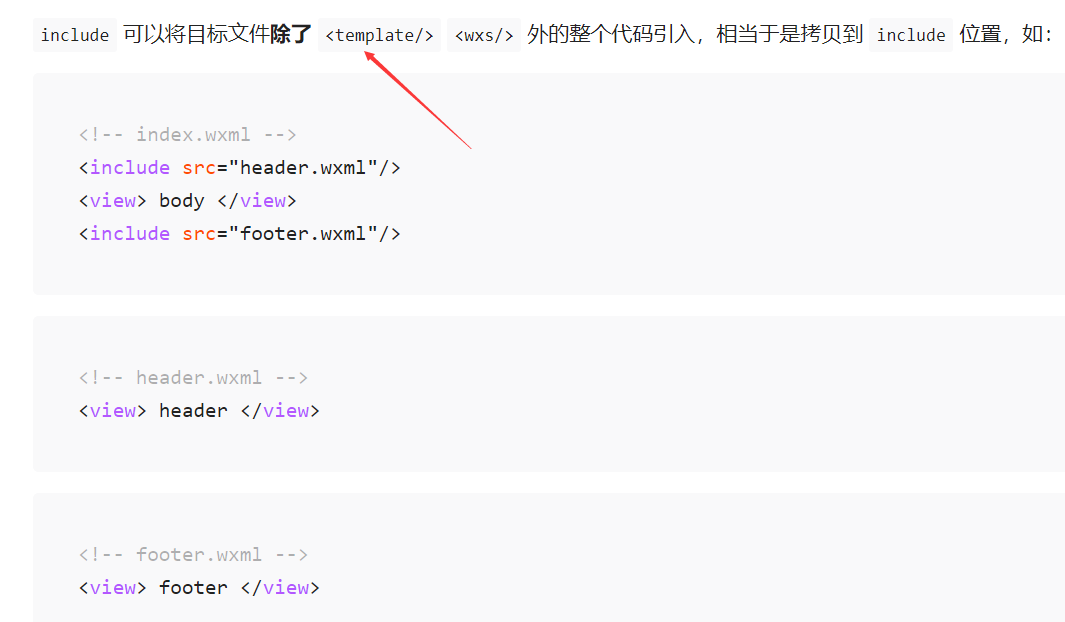 include 可以将目标文件除了 <template/> <wxs/> 外的整个代码引入，相当于是拷贝到 include 位置，如：
<!-- index.wxml -->
<include src="header.wxml"/>
<view> body </view>
<include src="footer.wxml"/>
<!-- header.wxml -->
<view> header </view>
<!-- footer.wxml -->
<view> footer </view>